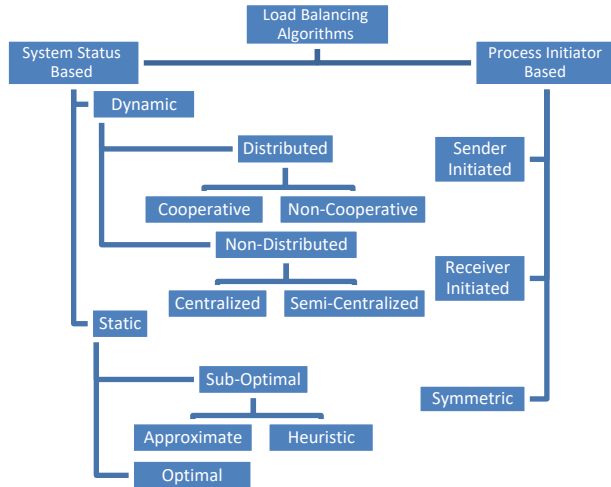 Load Balancing
Algorithms
System Status
Based
Process Initiator
Based
Dynamic
Distributed
Sender
Initiated
Cooperative
Non-Cooperative
Non-Distributed
Receiver
Initiated
Centralized
Semi-Centralized
Static
Sub-Optimal
Symmetric
Approximate
Heuristic
Optimal